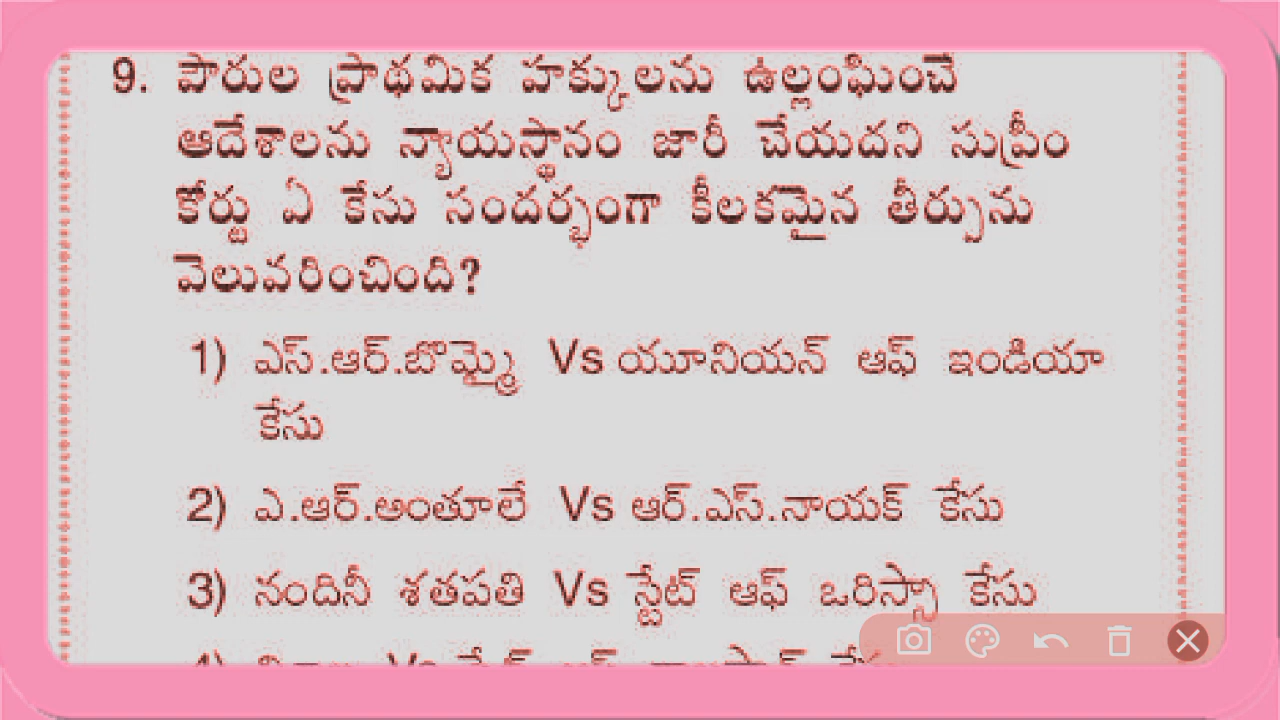 9. పౌరుల ప్రాథమిక హక్కులను ఉల్లంఘించే
ఆదేశాలను న్యాయస్థానం జారీ చేయదని సుప్రీం
కోర్టు ఏ కేసు సందర్భంగా కీలకమైన తీర్పును
వెలువరించింది?
1) ఎస్.ఆర్.బొమ్మై Vs యూనియన్ ఆఫ్ ఇండియా
కేసు
2) ఎ.ఆర్.అంతూలే Vs ఆర్.ఎస్.నాయక్ కేసు
3) నందినీ శతపతి Vs స్టేట్ ఆఫ్ ఒరిస్సా కేసు